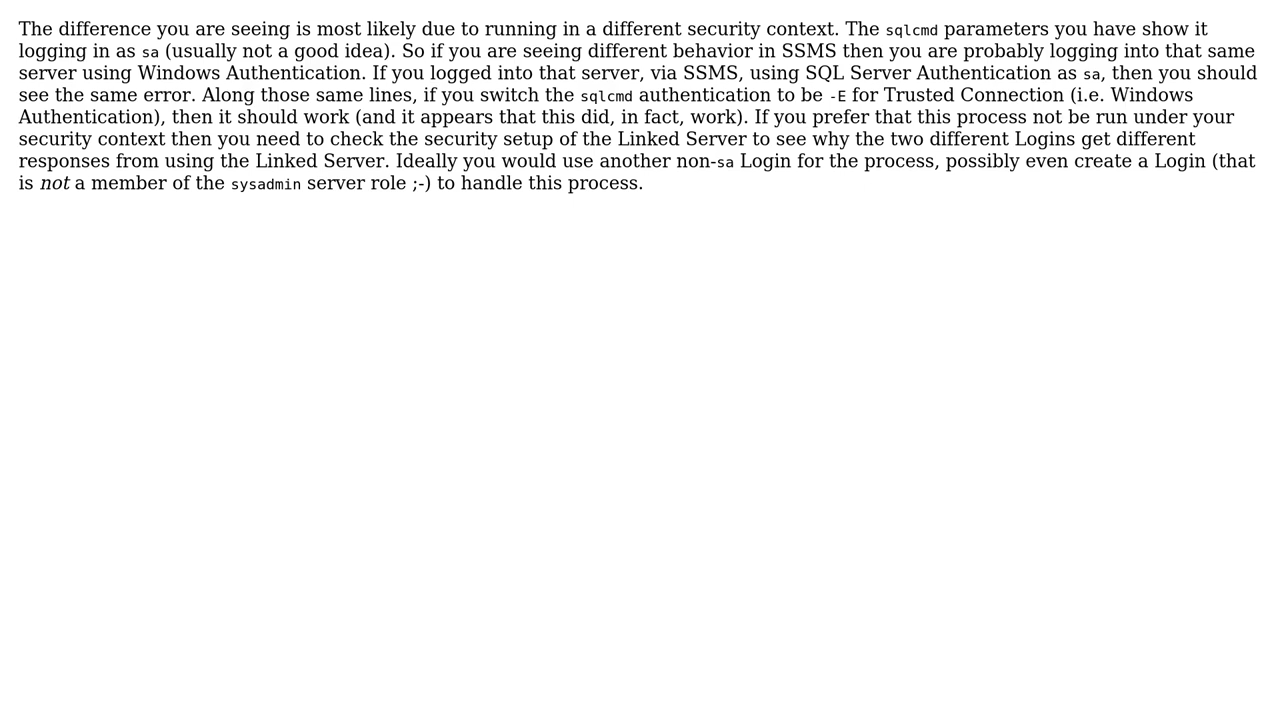 The difference you are seeing is most likely due to running in a different security context. The sqlcmd parameters you have show it
logging in as sa (usually not a good idea). So if you are seeing different behavior in SSMS then you are probably logging into that same
server using Windows Authentication. If you logged into that server, via SSMS, using SQL Server Authentication as sa, then you should
see the same error. Along those same lines, if you switch the sqlcmd authentication to be -E for Trusted Connection (i.e. Windows
Authentication), then it should work (and it appears that this did, in fact, work). If you prefer that this process not be run under your
security context then you need to check the security setup of the Linked Server to see why the two different Logins get different
responses from using the Linked Server. Ideally you would use another non-sa Login for the process, possibly even create a Login (that
is not a member of the sysadmin server role ;-) to handle this process.